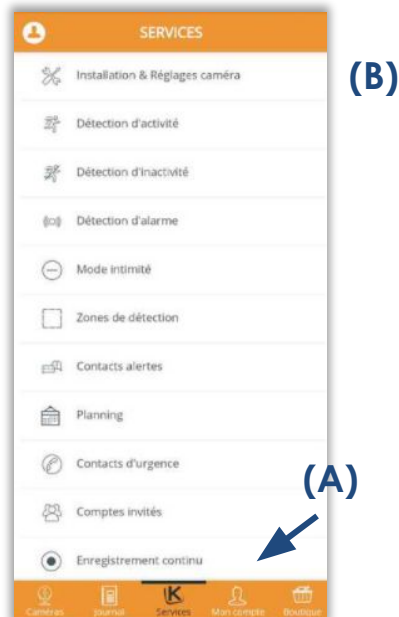 SERVICES
Installation & Réglages caméra
(B)
Détection d'activité
Détection d'inactivité
Détection d'alarme
Mode intimité
Zones de détection
Contacts alertes
Planning
Contacts d'urgence
(A)
Comptes invités
Enregistrement continu
K
Caméras Journal Services Mon compte Boutique